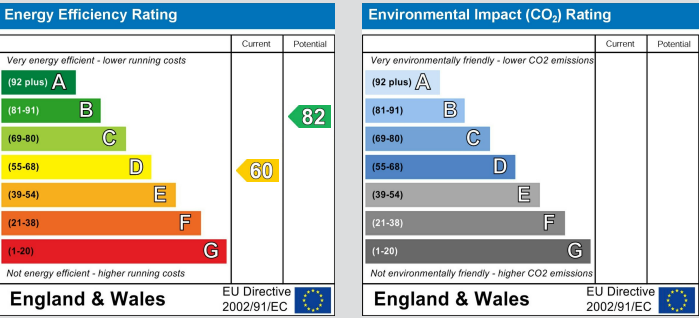 Energy Efficiency Rating
Current Potential
Very energy efficient - lower running costs
(92 plus) A
(81-91) B
82
(69-80) C
(55-68) D
60
(39-54) E
(21-38) F
(1-20) G
Not energy efficient - higher running costs
England & Wales
EU Directive
2002/91/EC
Environmental Impact (CO₂) Rating
Current Potential
Very environmentally friendly - lower CO2 emissions
(92 plus) A
(81-91) B
(69-80) C
(55-68) D
(39-54) E
(21-38) F
(1-20) G
Not environmentally friendly - higher CO2 emissions
England & Wales
EU Directive
2002/91/EC